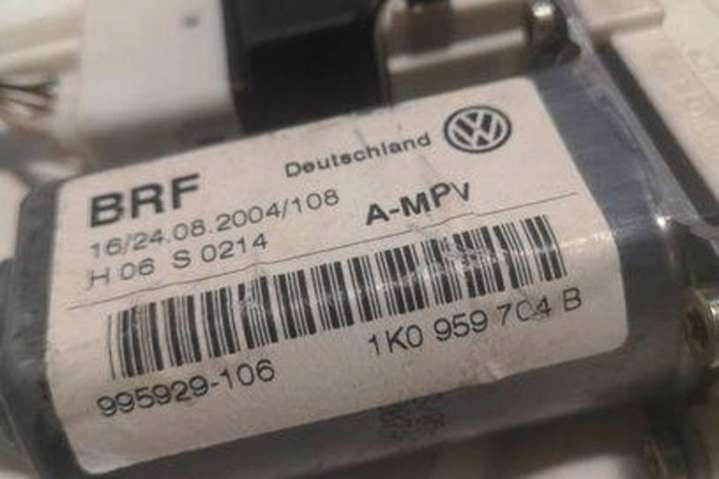 Deutschland
BRF
16/24.08.2004/108
A-MPV
H 06 S 0214
995929-106
1K0 959 704 B